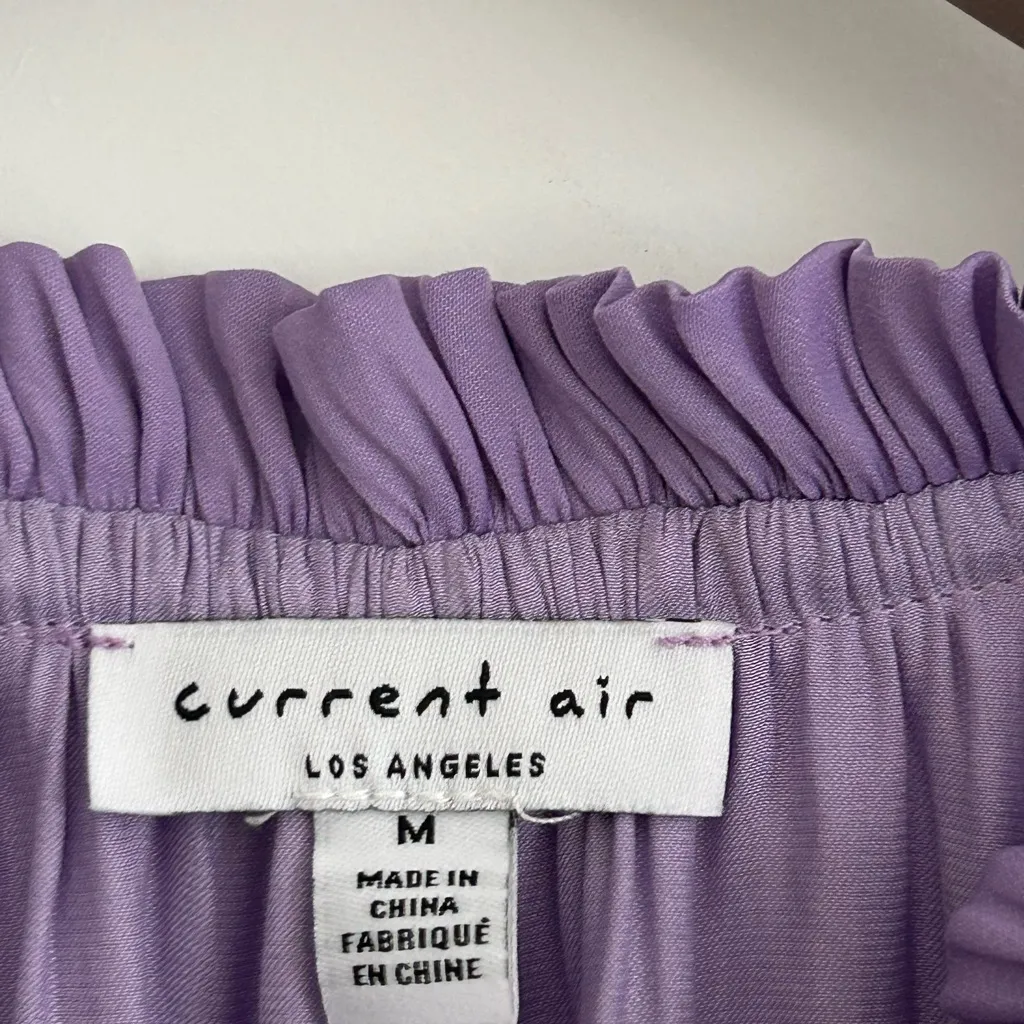 current air
LOS ANGELES
M
MADE IN
CHINA
FABRIQUÉ
EN CHINE